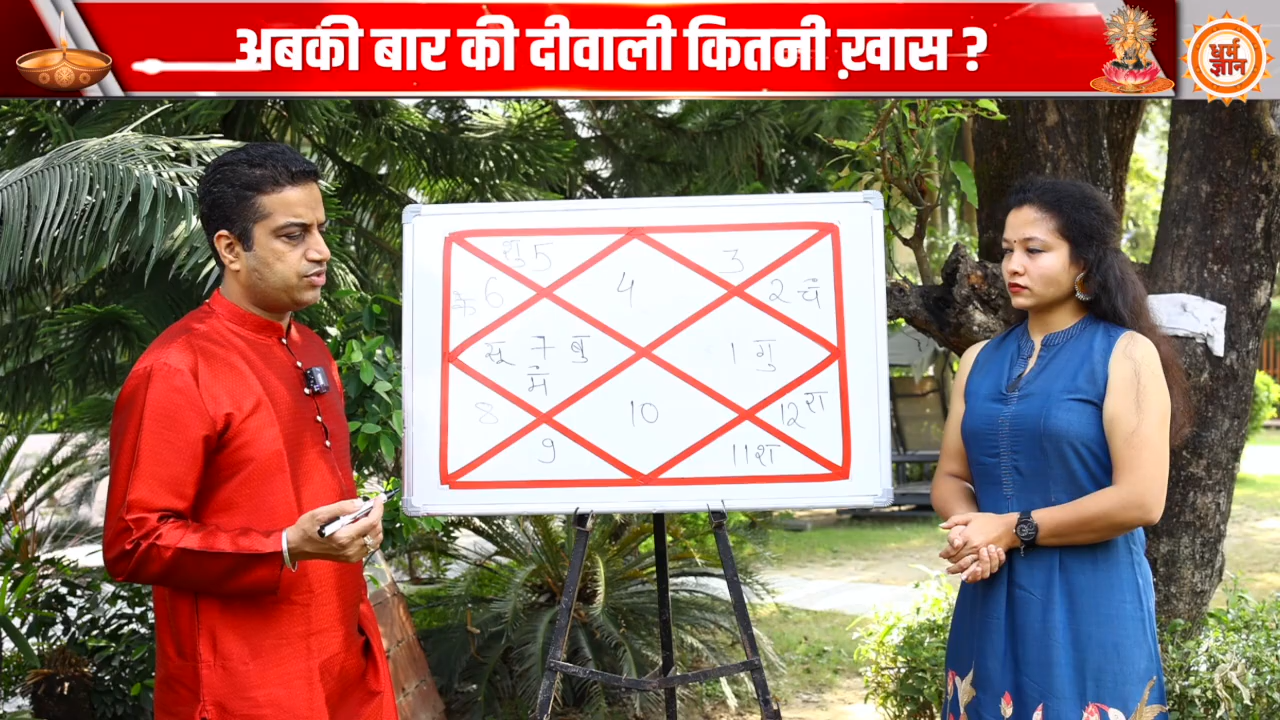 अबकी बार की दीवाली कितनी ख़ास ?
धर्म
ज्ञान
शु 5
3
के 6
4
2 चं
सू 7 बु
मं
1 गु
8
10
12 रा
9
11 श